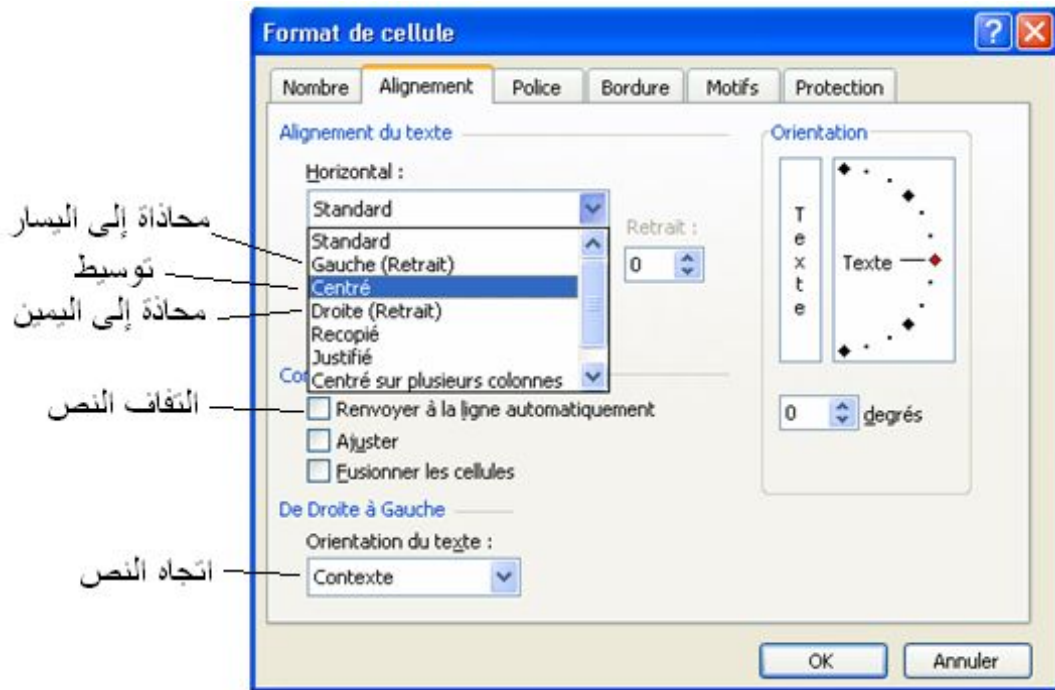 Format de cellule
Nombre Alignement Police Bordure Motifs Protection
Alignement du texte
Horizontal :
Standard
Retrait :
0
Standard
Gauche (Retrait)
Centré
Droite (Retrait)
Recopié
Justifié
Centré sur plusieurs colonnes
Co
Renvoyer à la ligne automatiquement
Ajuster
Fusionner les cellules
De Droite à Gauche
Orientation du texte :
Contexte
Orientation
Texte
Texte
0 degrés
OK Annuler
محاذاة إلى اليسار
توسيط
محاذة إلى اليمين
التفاف النص
اتجاه النص